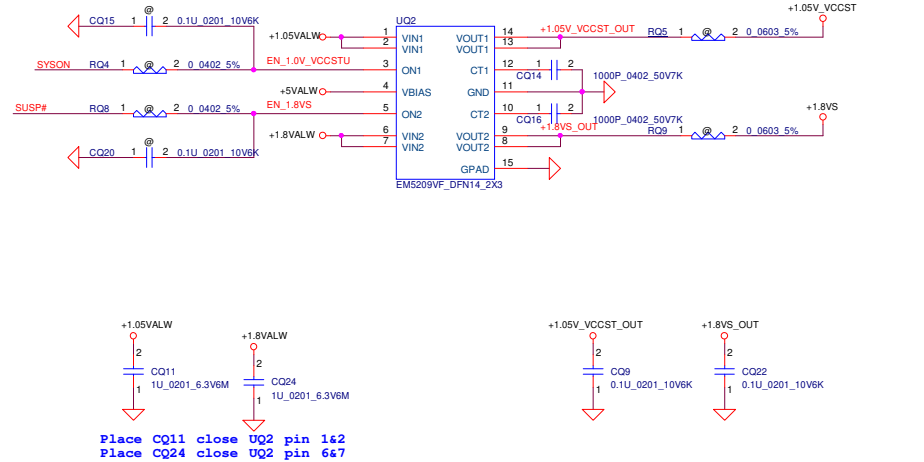 CQ15 1 @ 2 0.1U_0201_10V6K
UQ2
+1.05V_VCCST
+1.05VALW 1 VIN1 VOUT1 14 +1.05V_VCCST_OUT RQ5 1 @ 2 0_0603_5%
2 VIN1 VOUT1 13
SYSON RQ4 1 @ 2 0_0402_5% EN_1.0V_VCCSTU 3 ON1 CT1 12 CQ14 1 2 1000P_0402_50V7K
+5VALW 4 VBIAS GND 11
SUSP# RQ8 1 @ 2 0_0402_5% EN_1.8VS 5 ON2 CT2 10 CQ16 1 2 1000P_0402_50V7K
+1.8VS
+1.8VALW 6 VIN2 VOUT2 9 +1.8VS_OUT RQ9 1 @ 2 0_0603_5%
7 VIN2 VOUT2 8
CQ20 1 @ 2 0.1U_0201_10V6K
GPAD 15
EM5209VF_DFN14_2X3
+1.05VALW
2
CQ11
1U_0201_6.3V6M
1
+1.8VALW
2
CQ24
1U_0201_6.3V6M
1
+1.05V_VCCST_OUT
2
CQ9
0.1U_0201_10V6K
1
+1.8VS_OUT
2
CQ22
0.1U_0201_10V6K
1
Place CQ11 close UQ2 pin 1&2
Place CQ24 close UQ2 pin 6&7